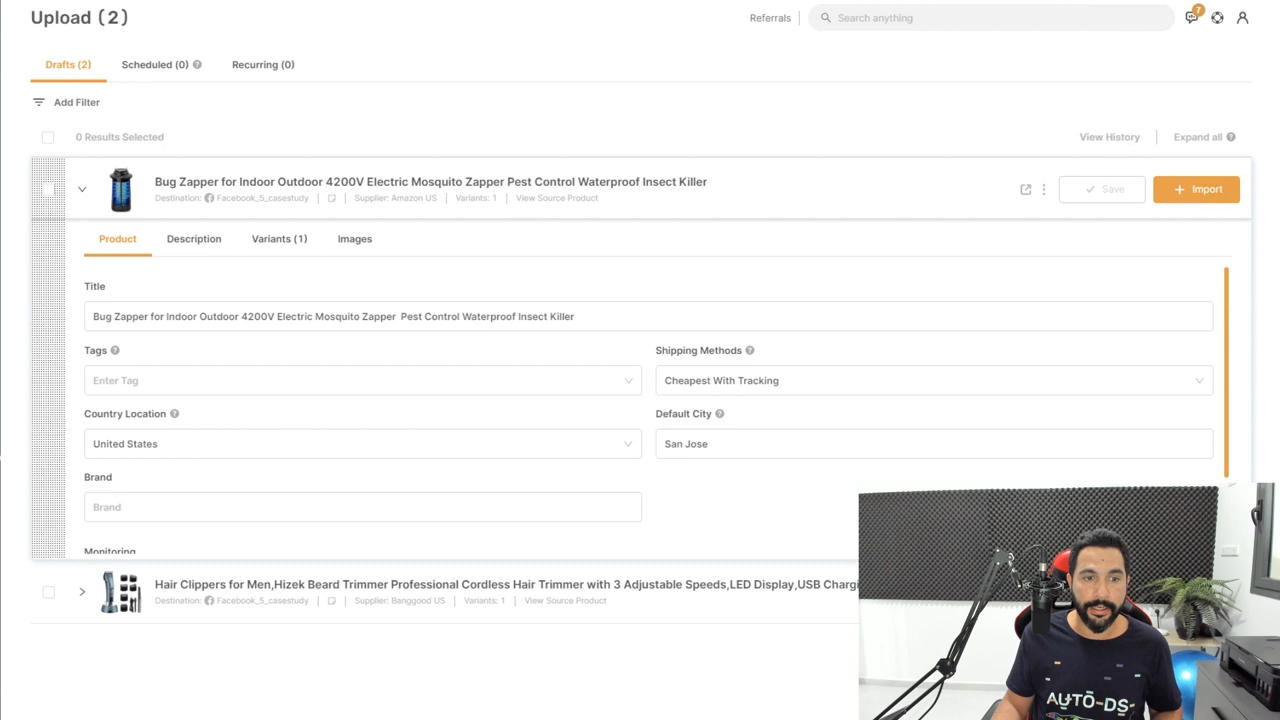 Upload (2)
Referrals
Search anything
7
Drafts (2)
Scheduled (0)
Recurring (0)
Add Filter
0 Results Selected
View History
Expand all
Bug Zapper for Indoor Outdoor 4200V Electric Mosquito Zapper Pest Control Waterproof Insect Killer
Destination: Facebook_5_casestudy | | Supplier: Amazon US | Variants: 1 | View Source Product
Save
Import
Product
Description
Variants (1)
Images
Title
Bug Zapper for Indoor Outdoor 4200V Electric Mosquito Zapper Pest Control Waterproof Insect Killer
Tags
Shipping Methods
Enter Tag
Cheapest With Tracking
Country Location
Default City
United States
San Jose
Brand
Brand
Monitoring
Hair Clippers for Men,Hizek Beard Trimmer Professional Cordless Hair Trimmer with 3 Adjustable Speeds,LED Display,USB Chargi
Destination: Facebook_5_casestudy | | Supplier: Banggood US | Variants: 1 | View Source Product
AUTO-DS